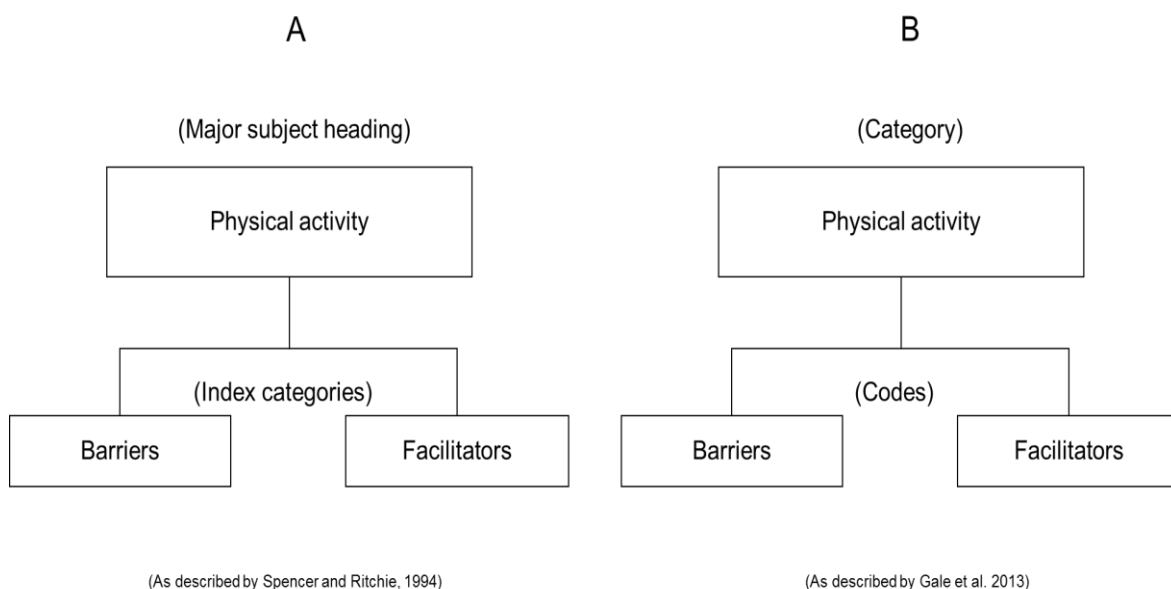 A
(Major subject heading)
Physical activity
(Index categories)
Barriers
Facilitators
(As described by Spencer and Ritchie, 1994)
B
(Category)
Physical activity
(Codes)
Barriers
Facilitators
(As described by Gale et al. 2013)